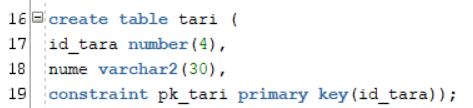 16 create table tari (
17 id_tara number(4),
18 nume varchar2(30),
19 constraint pk_tari primary key(id_tara));